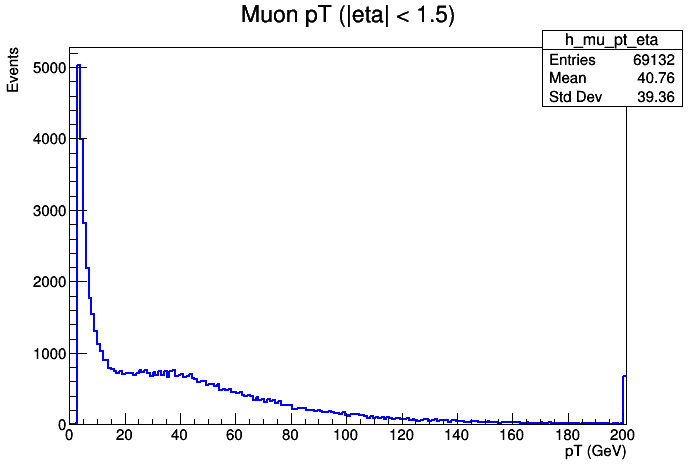 Muon pT (|eta| < 1.5)
h_mu_pt_eta
Entries 69132
Mean 40.76
Std Dev 39.36
Events
5000
4000
3000
2000
1000
0
0 20 40 60 80 100 120 140 160 180 200
pT (GeV)